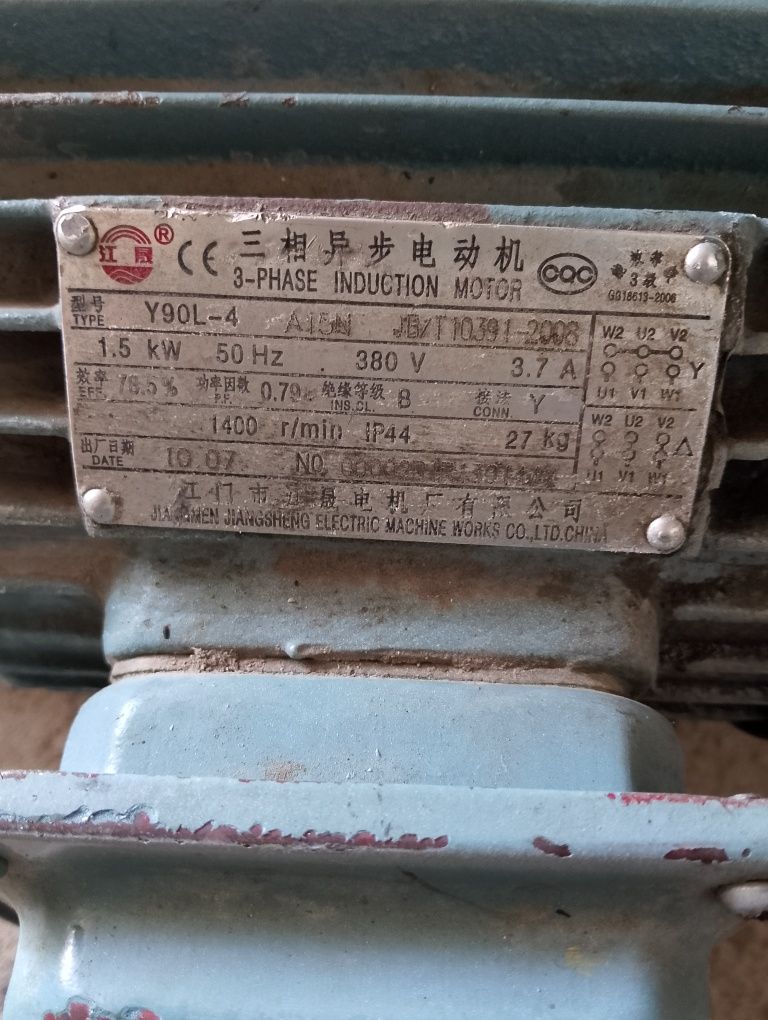 江晟 ® CE 三相异步电动机 CQC
3-PHASE INDUCTION MOTOR 3级
GB18613-2006
型号 TYPE Y90L-4 JB/T10391-2008
1.5 kW 50 Hz 380 V 3.7 A
效率 EFF. 78.5% 功率因数 P.F. 0.79 绝缘等级 INS.CL. B 接法 CONN. Y
1400 r/min IP44 27 kg
出厂日期 DATE 10 07 NO.
W2 U2 V2
Y
U1 V1 W1
W2 U2 V2
△
U1 V1 W1
江门市江晟电机厂有限公司
JIANGMEN JIANGSHENG ELECTRIC MACHINE WORKS CO.,LTD.CHINA